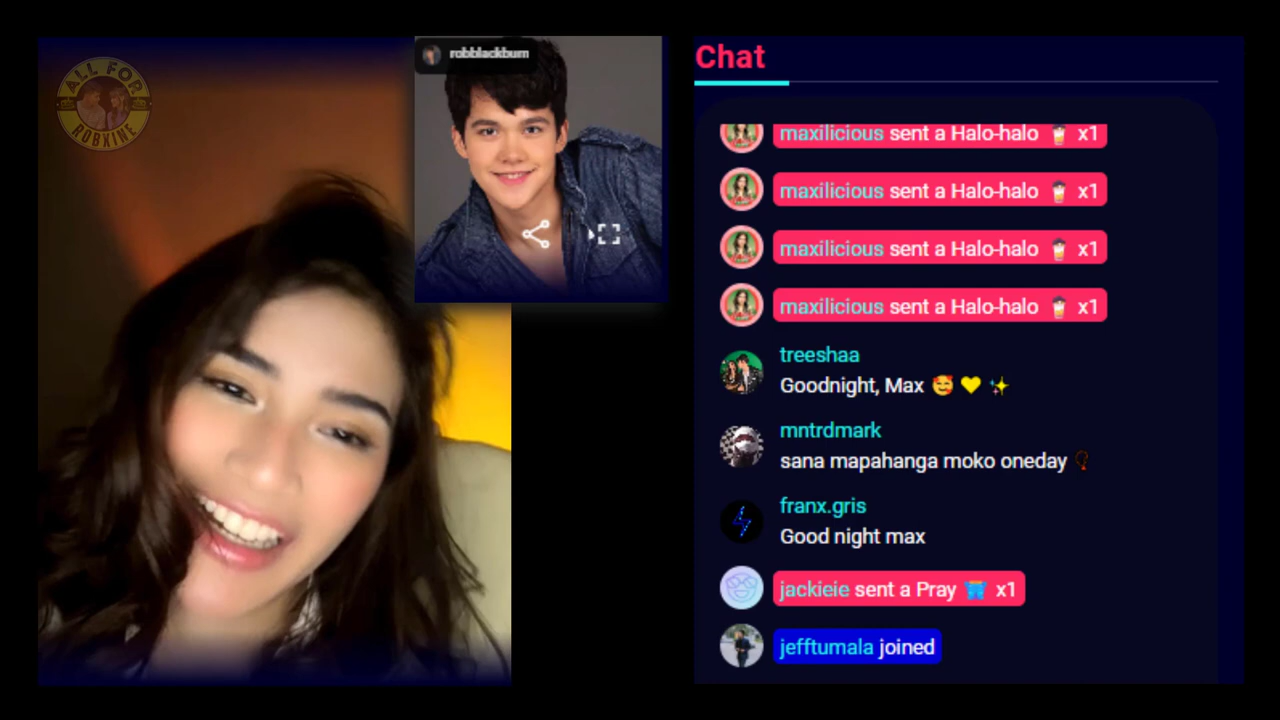 ALL FOR
ROBXINE
robblackburn
Chat
maxilicious sent a Halo-halo x1
maxilicious sent a Halo-halo x1
maxilicious sent a Halo-halo x1
maxilicious sent a Halo-halo x1
treeshaa
Goodnight, Max 🥰 💛 ✨
mntrdmark
sana mapahanga moko oneday
franx.gris
Good night max
jackieie sent a Pray x1
jefftumala joined